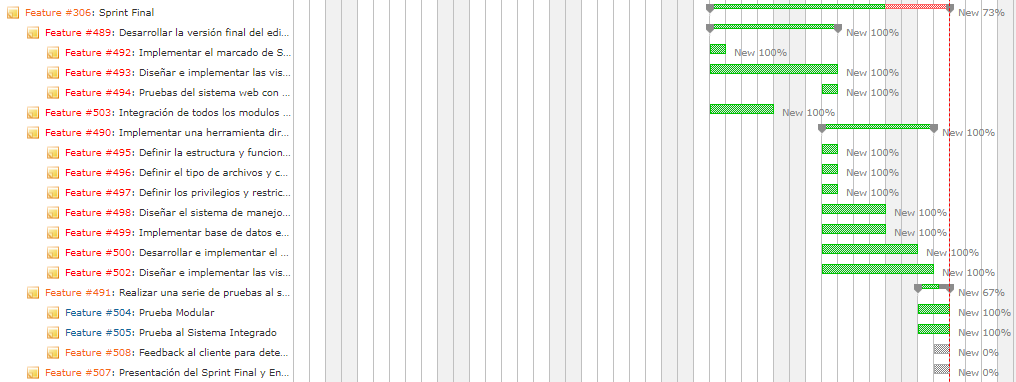 Feature #306: Sprint Final New 73%
Feature #489: Desarrollar la versión final del edi... New 100%
Feature #492: Implementar el marcado de S... New 100%
Feature #493: Diseñar e implementar las vis... New 100%
Feature #494: Pruebas del sistema web con ... New 100%
Feature #503: Integración de todos los modulos ... New 100%
Feature #490: Implementar una herramienta dir... New 100%
Feature #495: Definir la estructura y funcion... New 100%
Feature #496: Definir el tipo de archivos y c... New 100%
Feature #497: Definir los privilegios y restric... New 100%
Feature #498: Diseñar el sistema de manejo... New 100%
Feature #499: Implementar base de datos e... New 100%
Feature #500: Desarrollar e implementar el ... New 100%
Feature #502: Diseñar e implementar las vis... New 100%
Feature #491: Realizar una serie de pruebas al s... New 67%
Feature #504: Prueba Modular New 100%
Feature #505: Prueba al Sistema Integrado New 100%
Feature #508: Feedback al cliente para dete... New 0%
Feature #507: Presentación del Sprint Final y En... New 0%